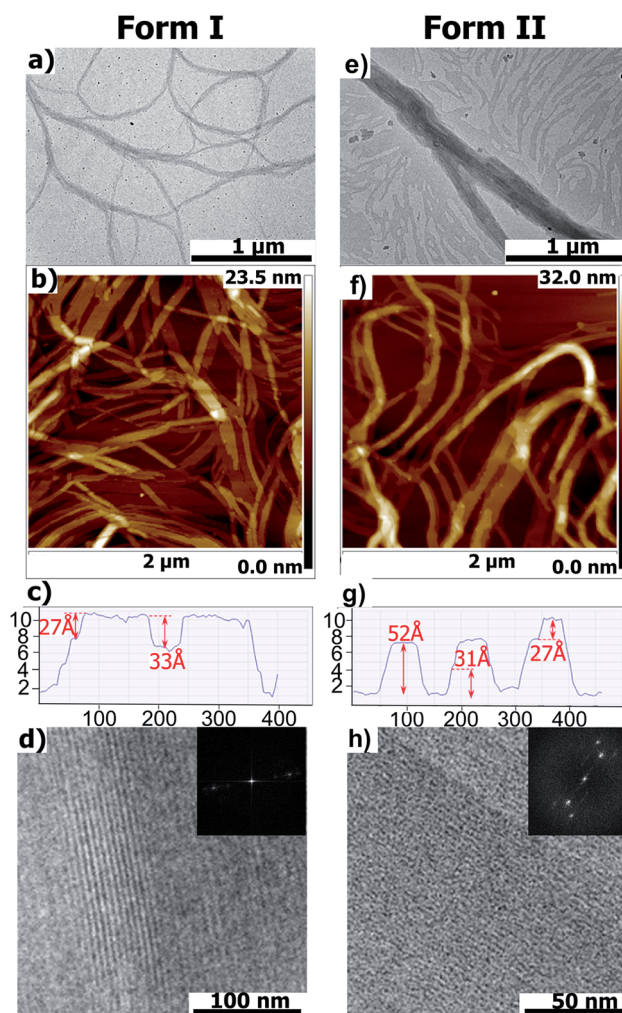 Form I
Form II
a)
1 µm
e)
1 µm
b)
23.5 nm
2 µm
0.0 nm
f)
32.0 nm
2 µm
0.0 nm
c)
10
8
6
4
2
27Å
33Å
100 200 300 400
g)
10
8
6
4
2
52Å
31Å
27Å
100 200 300 400
d)
100 nm
h)
50 nm